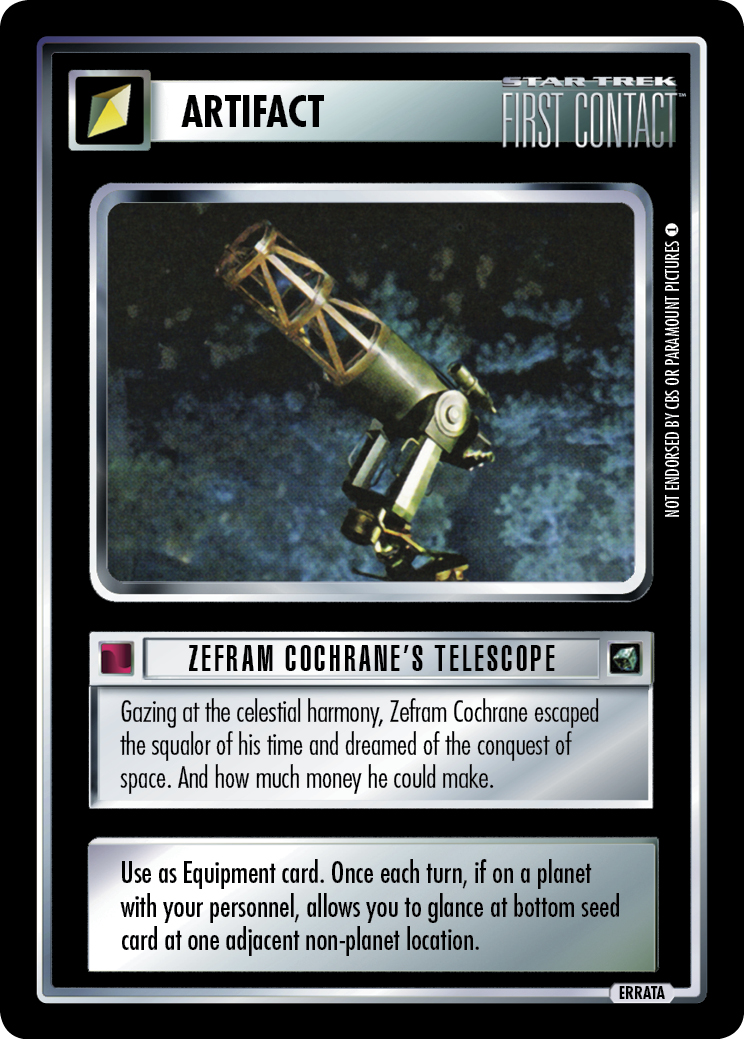 ARTIFACT
STAR TREK
FIRST CONTACT™
NOT ENDORSED BY CBS OR PARAMOUNT PICTURES 1
ZEFRAM COCHRANE'S TELESCOPE
Gazing at the celestial harmony, Zefram Cochrane escaped
the squalor of his time and dreamed of the conquest of
space. And how much money he could make.
Use as Equipment card. Once each turn, if on a planet
with your personnel, allows you to glance at bottom seed
card at one adjacent non-planet location.
ERRATA